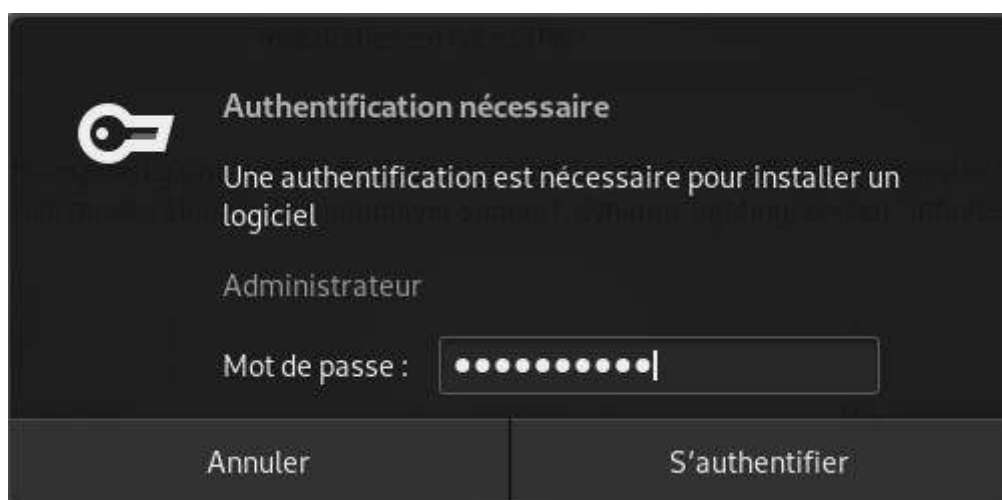 Authentification nécessaire
Une authentification est nécessaire pour installer un
logiciel
Administrateur
Mot de passe : ●●●●●●●●●●
Annuler
S'authentifier